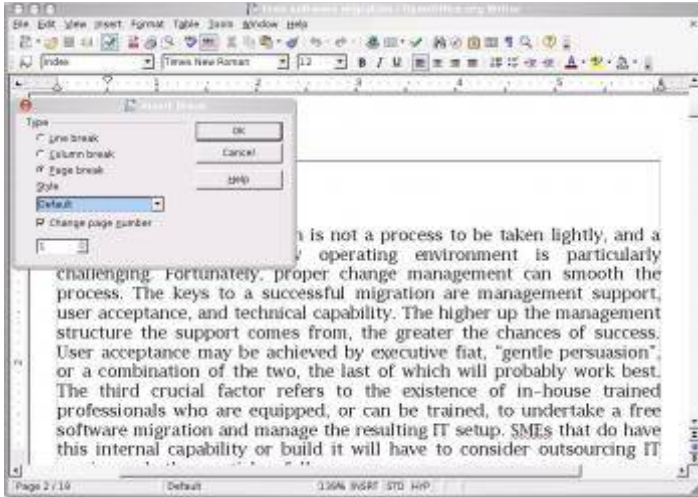 Free software migration - OpenOffice.org Writer
File Edit View Insert Format Table Tools Window Help
Index Times New Roman 12 B I U A
1 2 3 4 5 6
Insert Break
Type
Line break
Column break
Page break
Style
Default
Change page number
OK
Cancel
Help
n is not a process to be taken lightly, and a
operating environment is particularly
challenging. Fortunately, proper change management can smooth the
process. The keys to a successful migration are management support,
user acceptance, and technical capability. The higher up the management
structure the support comes from, the greater the chances of success.
User acceptance may be achieved by executive fiat, "gentle persuasion",
or a combination of the two, the last of which will probably work best.
The third crucial factor refers to the existence of in-house trained
professionals who are equipped, or can be trained, to undertake a free
software migration and manage the resulting IT setup. SMEs that do have
this internal capability or build it will have to consider outsourcing IT
Page 2 / 18 Default 139% INSRT STD HYP